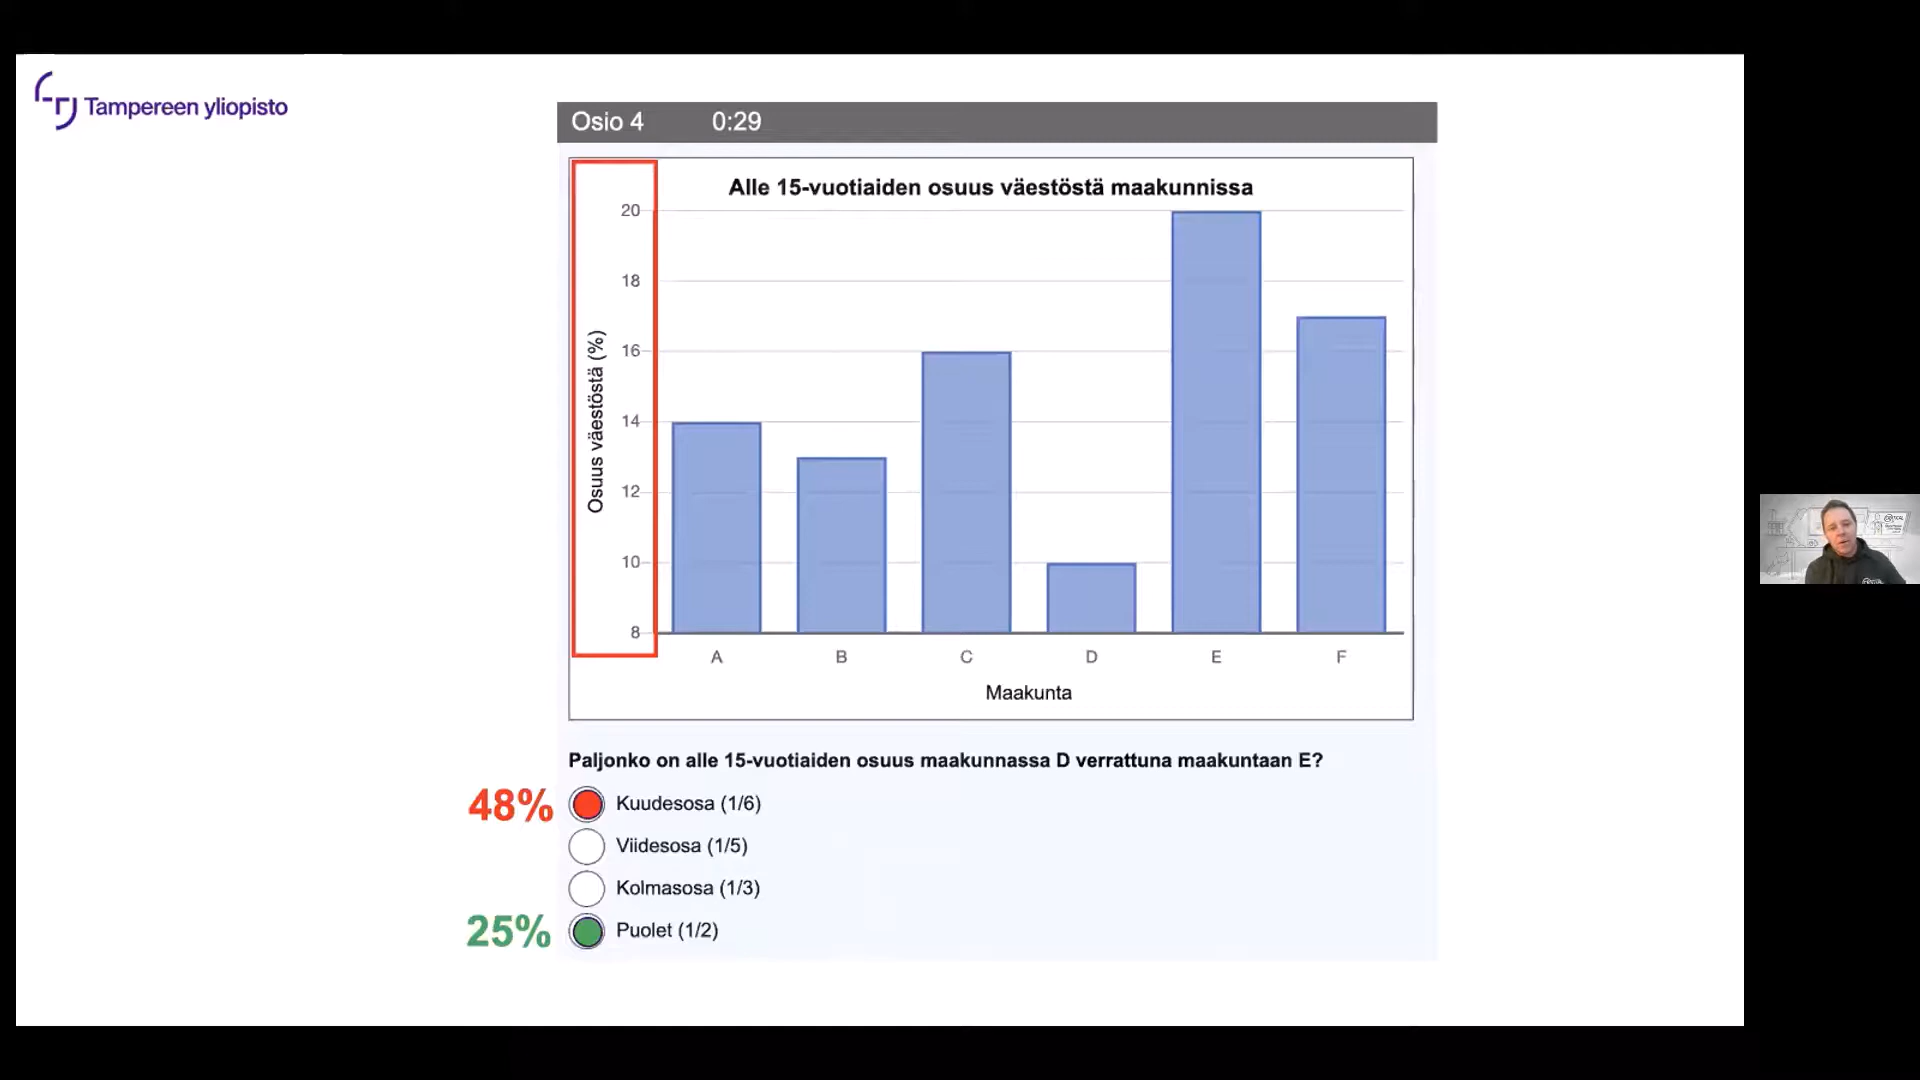 Tampereen yliopisto
Osio 4 0:29
Alle 15-vuotiaiden osuus väestöstä maakunnissa
Osuus väestöstä (%)
20
18
16
14
12
10
8
A B C D E F
Maakunta
Paljonko on alle 15-vuotiaiden osuus maakunnassa D verrattuna maakuntaan E?
48% Kuudesosa (1/6)
Viidesosa (1/5)
Kolmasosa (1/3)
25% Puolet (1/2)